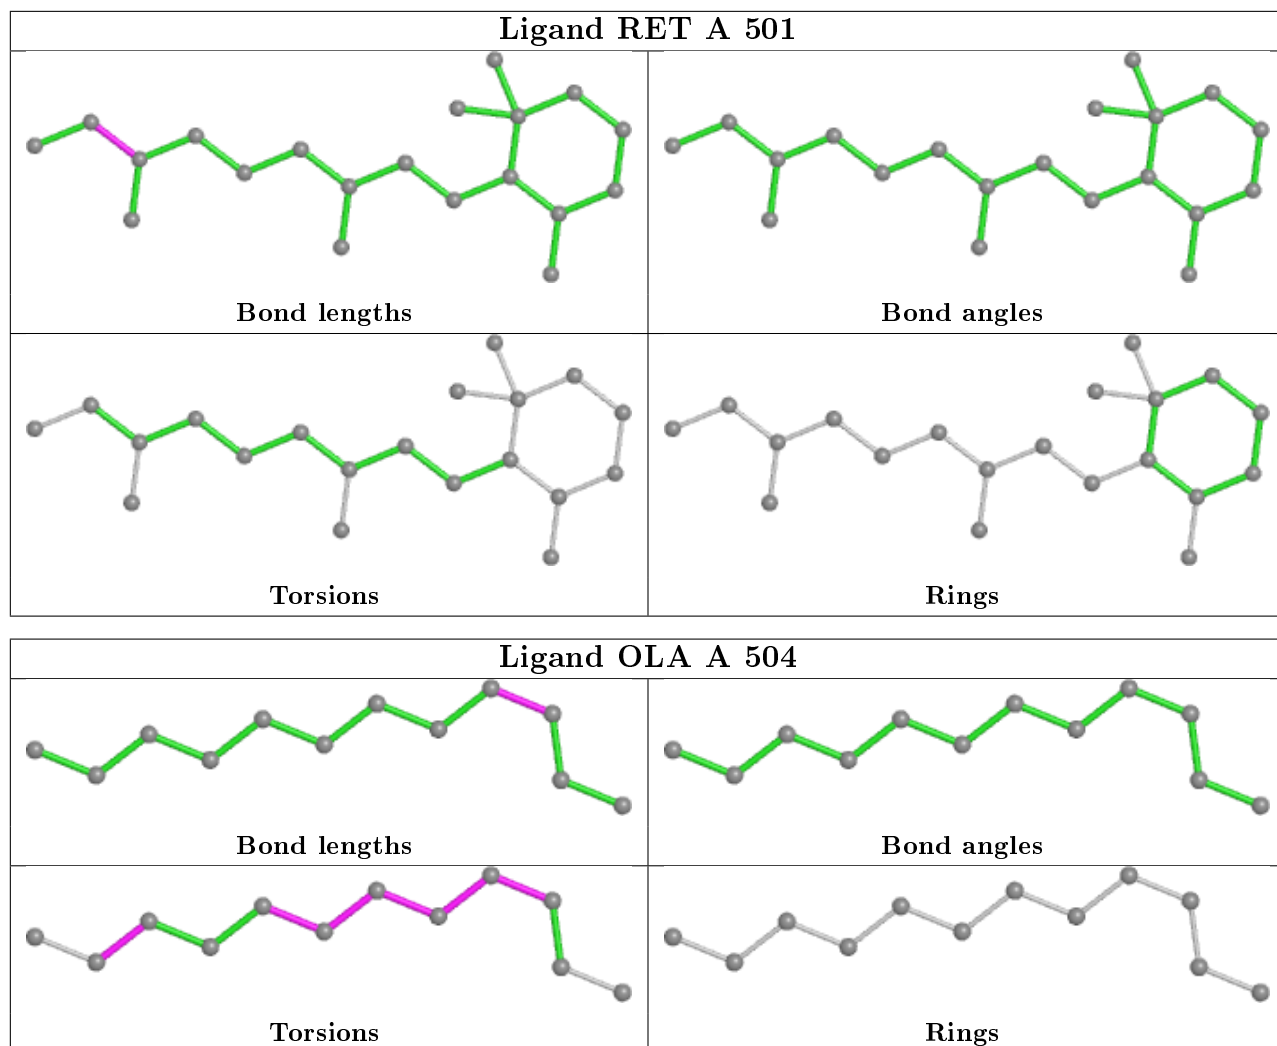 Ligand RET A 501
Bond lengths
Bond angles
Torsions
Rings
Ligand OLA A 504
Bond lengths
Bond angles
Torsions
Rings